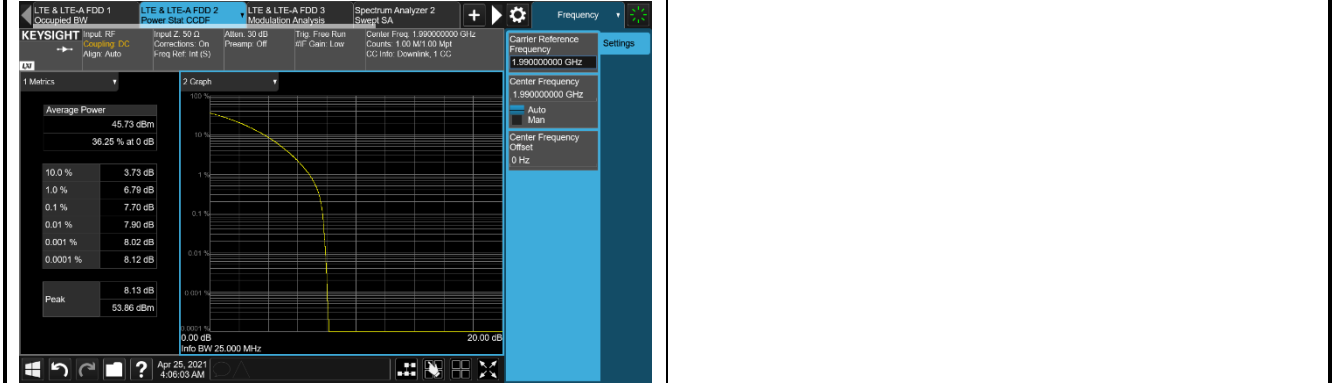 LTE & LTE-A FDD 1
Occupied BW
LTE & LTE-A FDD 2
Power Stat CCDF
LTE & LTE-A FDD 3
Modulation Analysis
Spectrum Analyzer 2
Swept SA
Frequency
KEYSIGHT
Input: RF
Coupling: DC
Align: Auto
Input Z: 50 Ω
Corrections: On
Freq Ref: Int (S)
Atten: 30 dB
Preamp: Off
Trig: Free Run
#IF Gain: Low
Center Freq: 1.990000000 GHz
Counts: 1.00 M/1.00 Mpt
CC Info: Downlink, 1 CC
LXI
Carrier Reference
Frequency
1.990000000 GHz
Settings
Center Frequency
1.990000000 GHz
Auto
Man
Center Frequency
Offset
0 Hz
1 Metrics
Average Power
45.73 dBm
36.25 % at 0 dB
10.0 % 3.73 dB
1.0 % 6.79 dB
0.1 % 7.70 dB
0.01 % 7.90 dB
0.001 % 8.02 dB
0.0001 % 8.12 dB
Peak
8.13 dB
53.86 dBm
2 Graph
100 %
10 %
1 %
0.1 %
0.01 %
0.001 %
0.0001 %
0.00 dB
20.00 dB
Info BW 25.000 MHz
?
Apr 25, 2021
4:06:03 AM